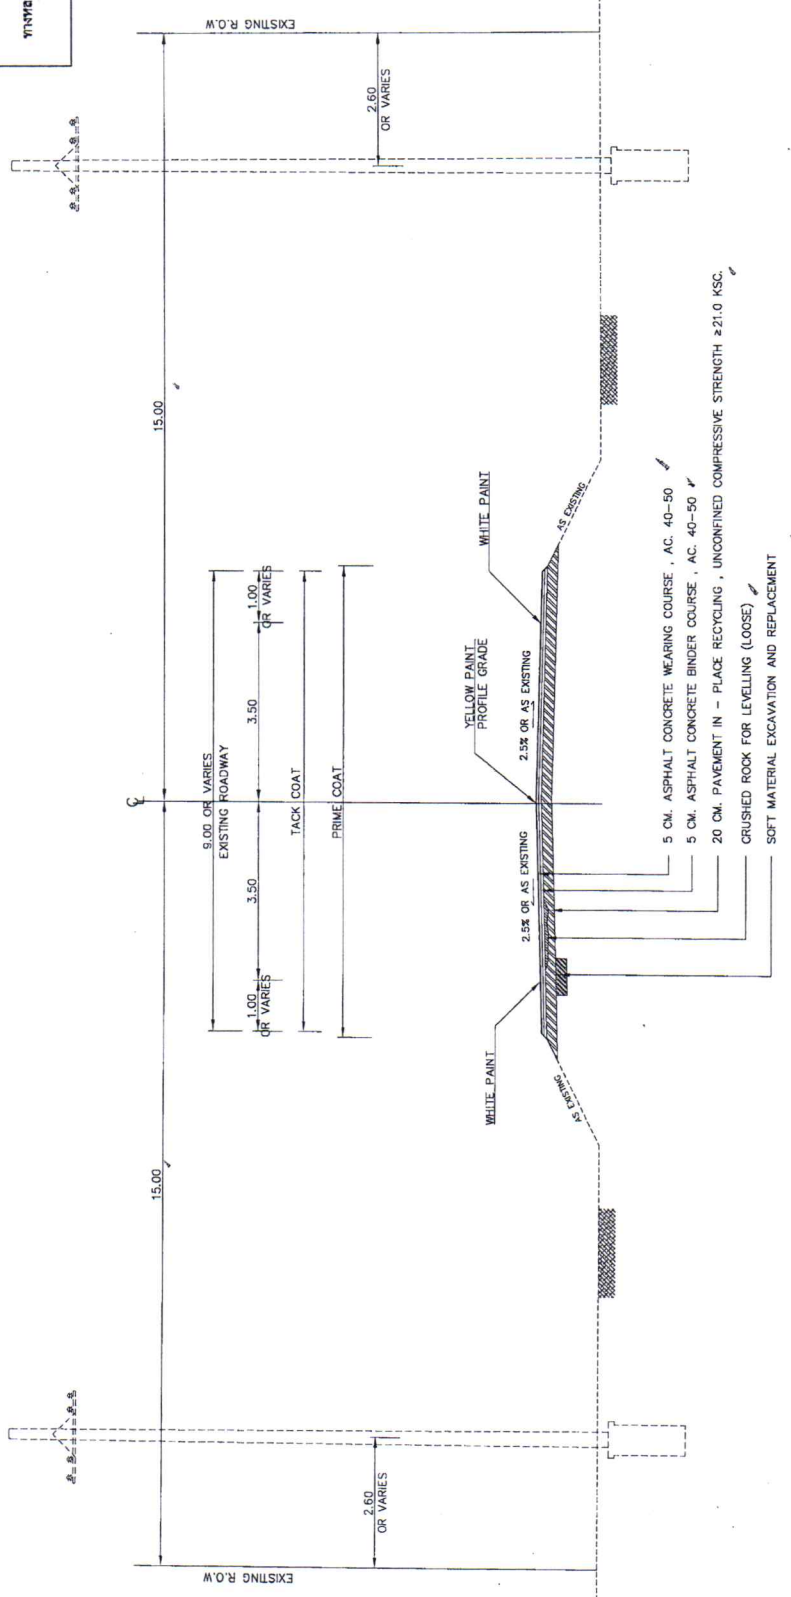 EXISTING R.O.W
EXISTING R.O.W
15.00
15.00
2.60
OR VARIES
2.60
OR VARIES
℄
9.00 OR VARIES
EXISTING ROADWAY
1.00
OR VARIES
3.50
3.50
1.00
OR VARIES
TACK COAT
PRIME COAT
WHITE PAINT
YELLOW PAINT
PROFILE GRADE
WHITE PAINT
2.5% OR AS EXISTING
2.5% OR AS EXISTING
AS EXISTING
AS EXISTING
5 CM. ASPHALT CONCRETE WEARING COURSE , AC. 40-50
5 CM. ASPHALT CONCRETE BINDER COURSE , AC. 40-50
20 CM. PAVEMENT IN - PLACE RECYCLING , UNCONFINED COMPRESSIVE STRENGTH ≥21.0 KSC.
CRUSHED ROCK FOR LEVELLING (LOOSE)
SOFT MATERIAL EXCAVATION AND REPLACEMENT